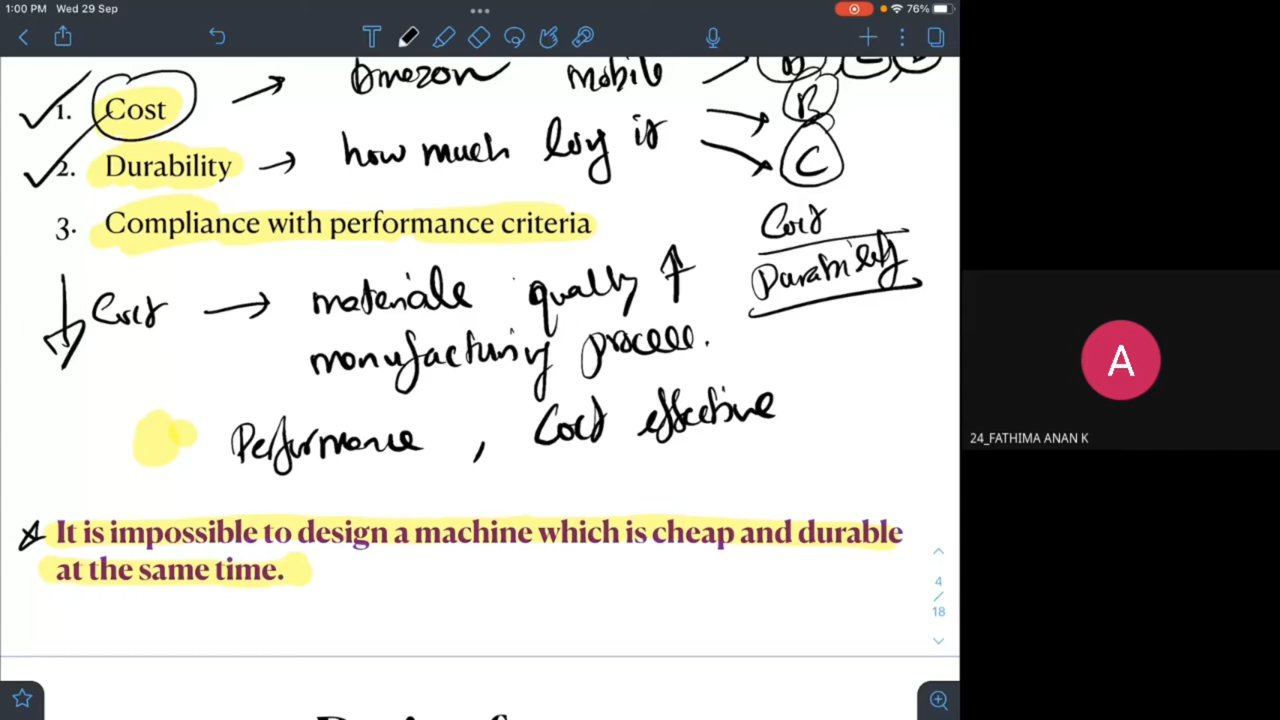 1:00 PM Wed 29 Sep
76%
Amazon mobile
1. Cost
B
2. Durability → how much long it
C
3. Compliance with performance criteria
Cost
Durability
↓ Cost → materials quality ↑
manufacturing process.
Performance , Cost effective
It is impossible to design a machine which is cheap and durable
at the same time.
4
/
18
A
24_FATHIMA ANAN K